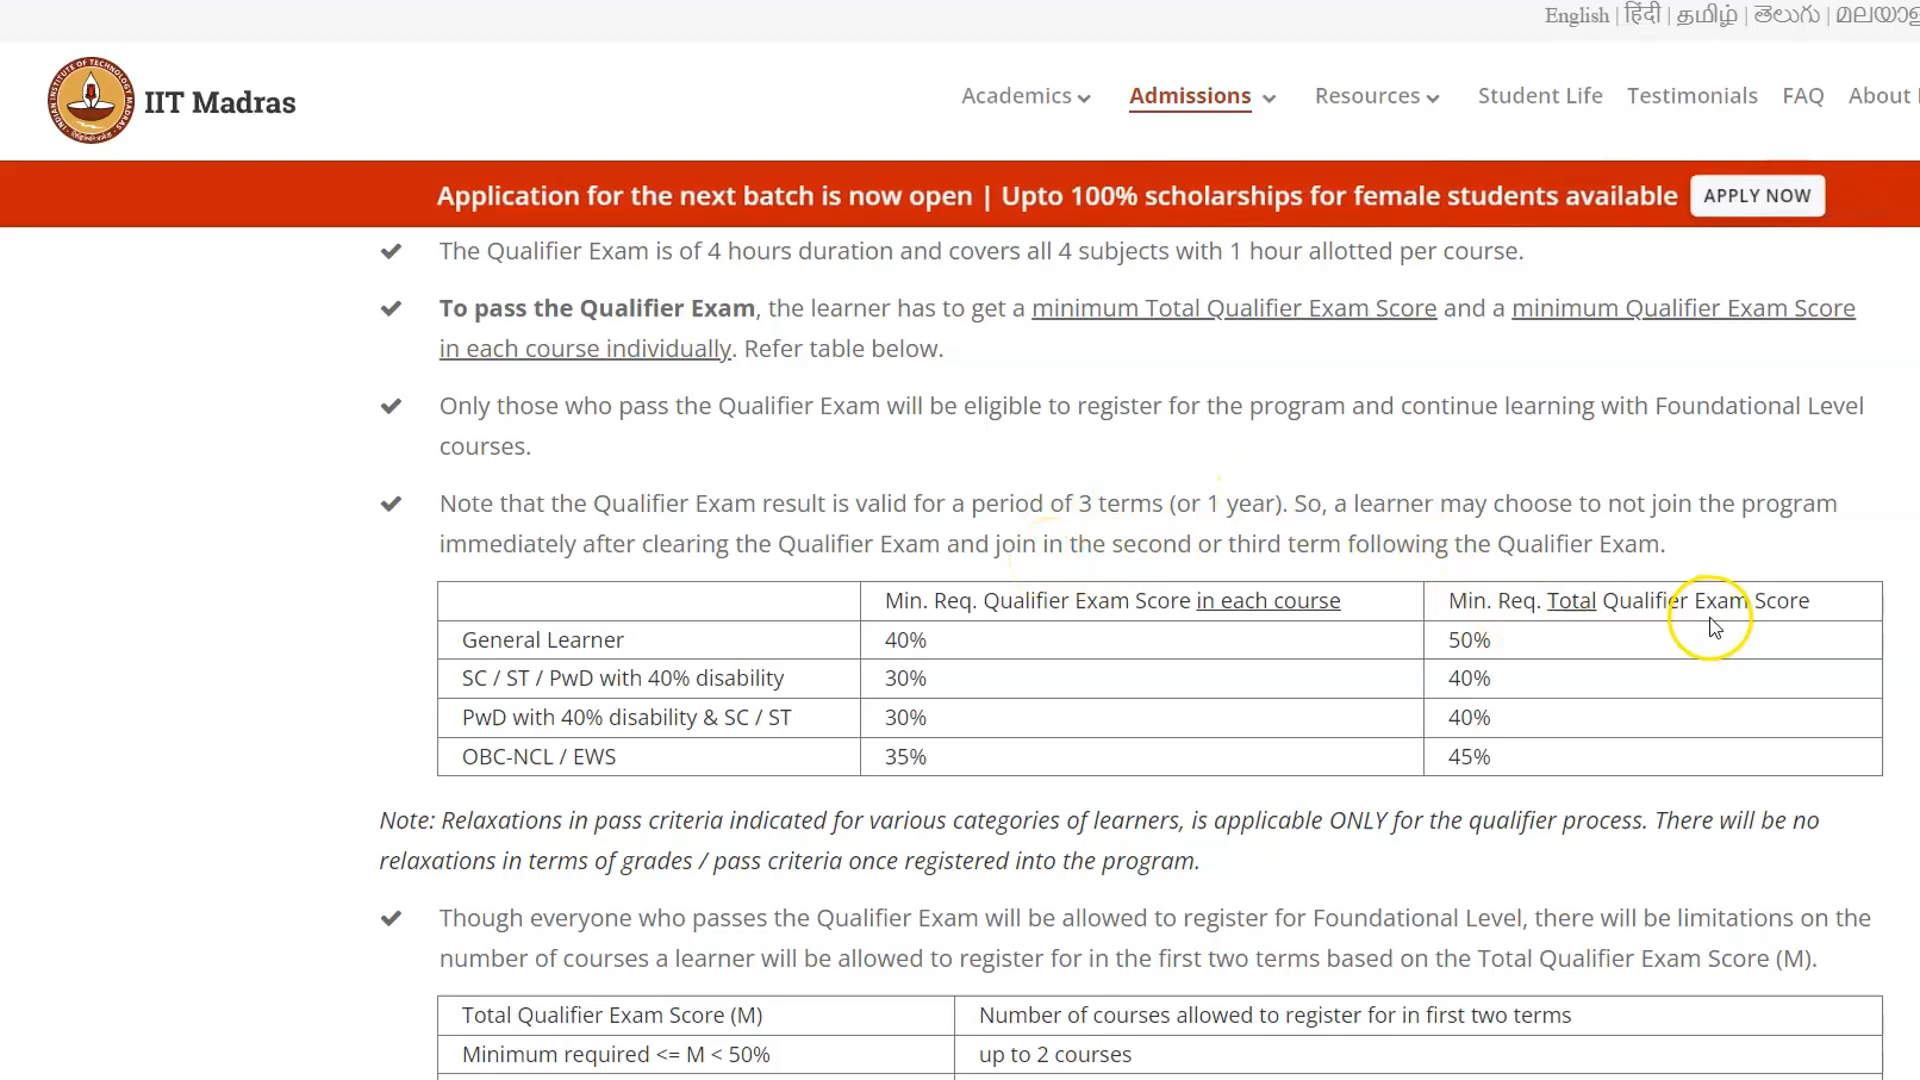 English | हिंदी | தமிழ் | తెలుగు |
IIT Madras
Academics Admissions Resources Student Life Testimonials FAQ About
Application for the next batch is now open | Upto 100% scholarships for female students available APPLY NOW
The Qualifier Exam is of 4 hours duration and covers all 4 subjects with 1 hour allotted per course.
To pass the Qualifier Exam, the learner has to get a minimum Total Qualifier Exam Score and a minimum Qualifier Exam Score
in each course individually. Refer table below.
Only those who pass the Qualifier Exam will be eligible to register for the program and continue learning with Foundational Level
courses.
Note that the Qualifier Exam result is valid for a period of 3 terms (or 1 year). So, a learner may choose to not join the program
immediately after clearing the Qualifier Exam and join in the second or third term following the Qualifier Exam.
Min. Req. Qualifier Exam Score in each course Min. Req. Total Qualifier Exam Score
General Learner 40% 50%
SC / ST / PwD with 40% disability 30% 40%
PwD with 40% disability & SC / ST 30% 40%
OBC-NCL / EWS 35% 45%
Note: Relaxations in pass criteria indicated for various categories of learners, is applicable ONLY for the qualifier process. There will be no
relaxations in terms of grades / pass criteria once registered into the program.
Though everyone who passes the Qualifier Exam will be allowed to register for Foundational Level, there will be limitations on the
number of courses a learner will be allowed to register for in the first two terms based on the Total Qualifier Exam Score (M).
Total Qualifier Exam Score (M) Number of courses allowed to register for in first two terms
Minimum required <= M < 50% up to 2 courses